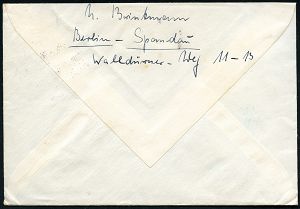 H. Brinkmann
Berlin - Spandau
Walldürner - Weg 11-13